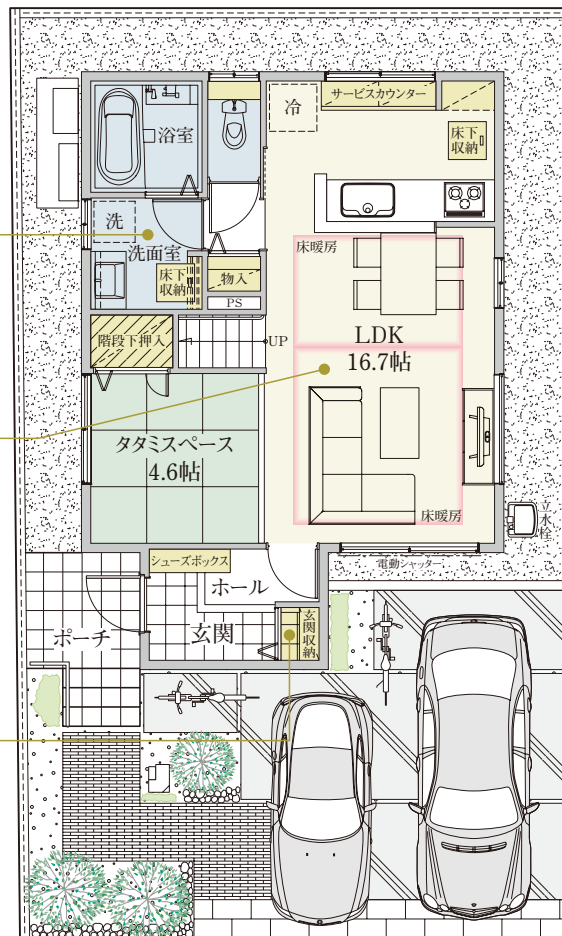 サービスカウンター
冷
浴室
床下
収納
洗
洗面室
床暖房
床下
収納
物入
PS
階段下押入
UP
LDK
16.7帖
タタミスペース
4.6帖
床暖房
立水栓
電動シャッター
シューズボックス
ホール
玄関
玄関収納
ポーチ